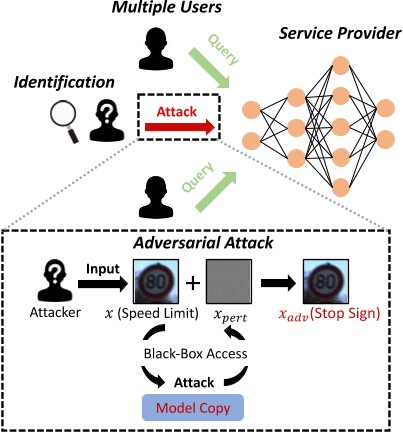 Multiple Users
Query
Service Provider
Identification
?
Attack
Query
Adversarial Attack
?
Input
80
+
80
Attacker
x (Speed Limit)
x_pert
x_adv(Stop Sign)
Black-Box Access
Attack
Model Copy